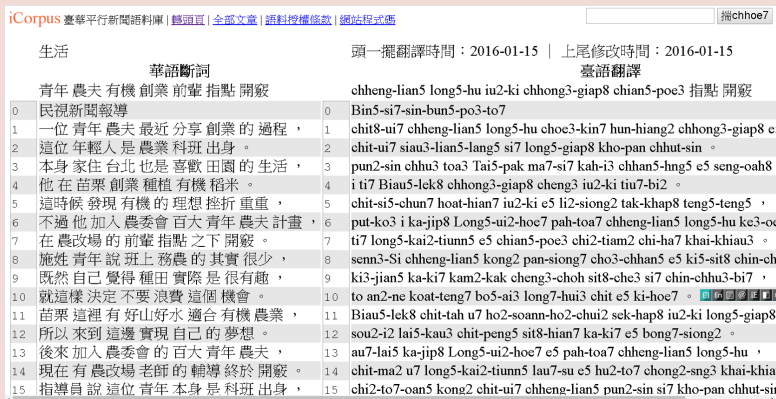 iCorpus 臺華平行新聞語料庫 | 轉頭頁 | 全部文章 | 語料授權條款 | 網站程式碼 揣chhoe7
生活 頭一擺翻譯時間：2016-01-15 ｜ 上尾修改時間：2016-01-15
華語斷詞 臺語翻譯
青年 農夫 有機 創業 前輩 指點 開竅 chheng-lian5 long5-hu iu2-ki chhong3-giap8 chian5-poe3 指點 開竅
0 民視新聞報導 0 Bin5-si7-sin-bun5-po3-to7
1 一位 青年 農夫 最近 分享 創業 的 過程 ， 1 chit8-ui7 chheng-lian5 long5-hu choe3-kin7 hun-hiang2 chhong3-giap8 e
2 這位 年輕人 是 農業 科班 出身 。 2 chit-ui7 siau3-lian5-lang5 si7 long5-giap8 kho-pan chhut-sin 。
3 本身 家住 台北 也是 喜歡 田園 的 生活 ， 3 pun2-sin chhu3 toa3 Tai5-pak ma7-si7 kah-i3 chhan5-hng5 e5 seng-oah8
4 他 在 苗栗 創業 種植 有機 稻米 。 4 i ti7 Biau5-lek8 chhong3-giap8 cheng3 iu2-ki tiu7-bi2 。
5 這時候 發現 有機 的 理想 挫折 重重 ， 5 chit-si5-chun7 hoat-hian7 iu2-ki e5 li2-siong2 tak-khap8 teng5-teng5 ，
6 不過 他 加入 農委會 百大 青年 農夫 計畫 ， 6 put-ko3 i ka-jip8 Long5-ui2-hoe7 pah-toa7 chheng-lian5 long5-hu ke3-oe
7 在 農改場 的 前輩 指點 之下 開竅 。 7 ti7 long5-kai2-tiunn5 e5 chian5-poe3 chi2-tiam2 chi-ha7 khai-khiau3 。
8 施姓 青年 說 班上 務農 的 其實 很少 ， 8 senn3-Si chheng-lian5 kong2 pan-siong7 cho3-chhan5 e5 ki5-sit8 chin-ch
9 既然 自己 覺得 種田 實際 是 很有趣 ， 9 ki3-jian5 ka-ki7 kam2-kak cheng3-choh sit8-che3 si7 chin-chhu3-bi7 ，
10 就這樣 決定 不要 浪費 這個 機會 。 10 to an2-ne koat-teng7 bo5-ai3 long7-hui3 chit e5 ki-hoe7 。
11 苗栗 這裡 有 好山好水 適合 有機 農業 ， 11 Biau5-lek8 chit-tah u7 ho2-soann-ho2-chui2 sek-hap8 iu2-ki long5-giap8
12 所以 來到 這邊 實現 自己 的 夢想 。 12 sou2-i2 lai5-kau3 chit-peng5 sit8-hian7 ka-ki7 e5 bong7-siong2 。
13 後來 加入 農委會 的 百大 青年 農夫 ， 13 au7-lai5 ka-jip8 Long5-ui2-hoe7 e5 pah-toa7 chheng-lian5 long5-hu ，
14 現在 有 農改場 老師 的 輔導 終於 開竅 。 14 chit-ma2 u7 long5-kai2-tiunn5 lau7-su e5 hu2-to7 chong2-sng3 khai-khia
15 指導員 說 這位 青年 本身 是 科班 出身 ， 15 chi2-to7-oan5 kong2 chit-ui7 chheng-lian5 pun2-sin si7 kho-pan chhut-si